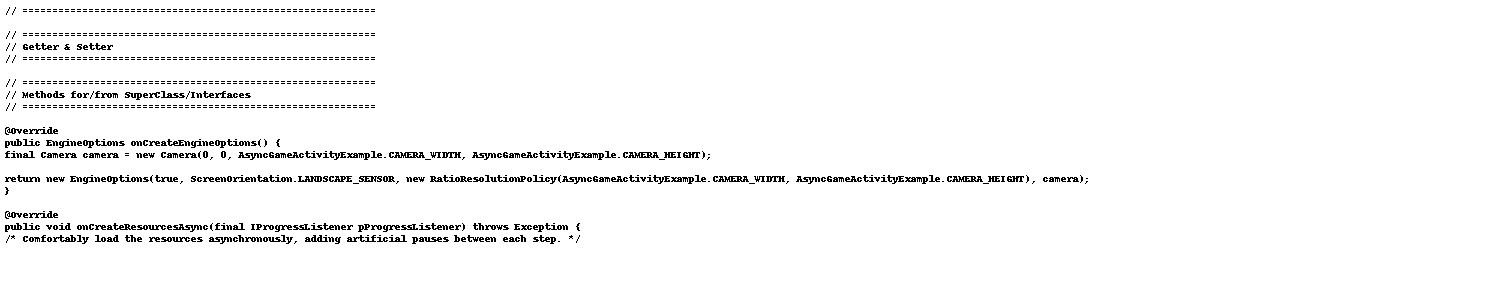 // ===========================================================
// ===========================================================
// Getter & Setter
// ===========================================================
// ===========================================================
// Methods for/from SuperClass/Interfaces
// ===========================================================
@Override
public EngineOptions onCreateEngineOptions() {
final Camera camera = new Camera(0, 0, AsyncGameActivityExample.CAMERA_WIDTH, AsyncGameActivityExample.CAMERA_HEIGHT);
return new EngineOptions(true, ScreenOrientation.LANDSCAPE_SENSOR, new RatioResolutionPolicy(AsyncGameActivityExample.CAMERA_WIDTH, AsyncGameActivityExample.CAMERA_HEIGHT), camera);
}
@Override
public void onCreateResourcesAsync(final IProgressListener pProgressListener) throws Exception {
/* Comfortably load the resources asynchronously, adding artificial pauses between each step. */